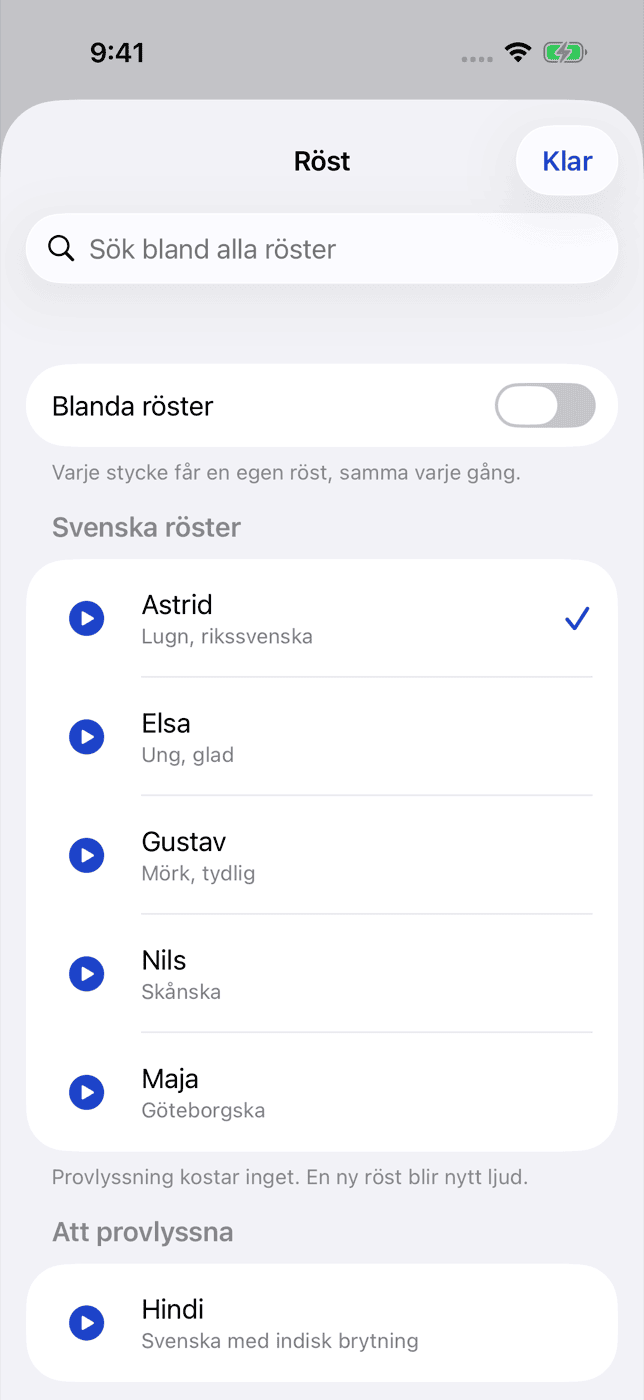 9:41
Röst
Klar
Sök bland alla röster
Blanda röster
Varje stycke får en egen röst, samma varje gång.
Svenska röster
Astrid
Lugn, rikssvenska
Elsa
Ung, glad
Gustav
Mörk, tydlig
Nils
Skånska
Maja
Göteborgska
Provlyssning kostar inget. En ny röst blir nytt ljud.
Att provlyssna
Hindi
Svenska med indisk brytning